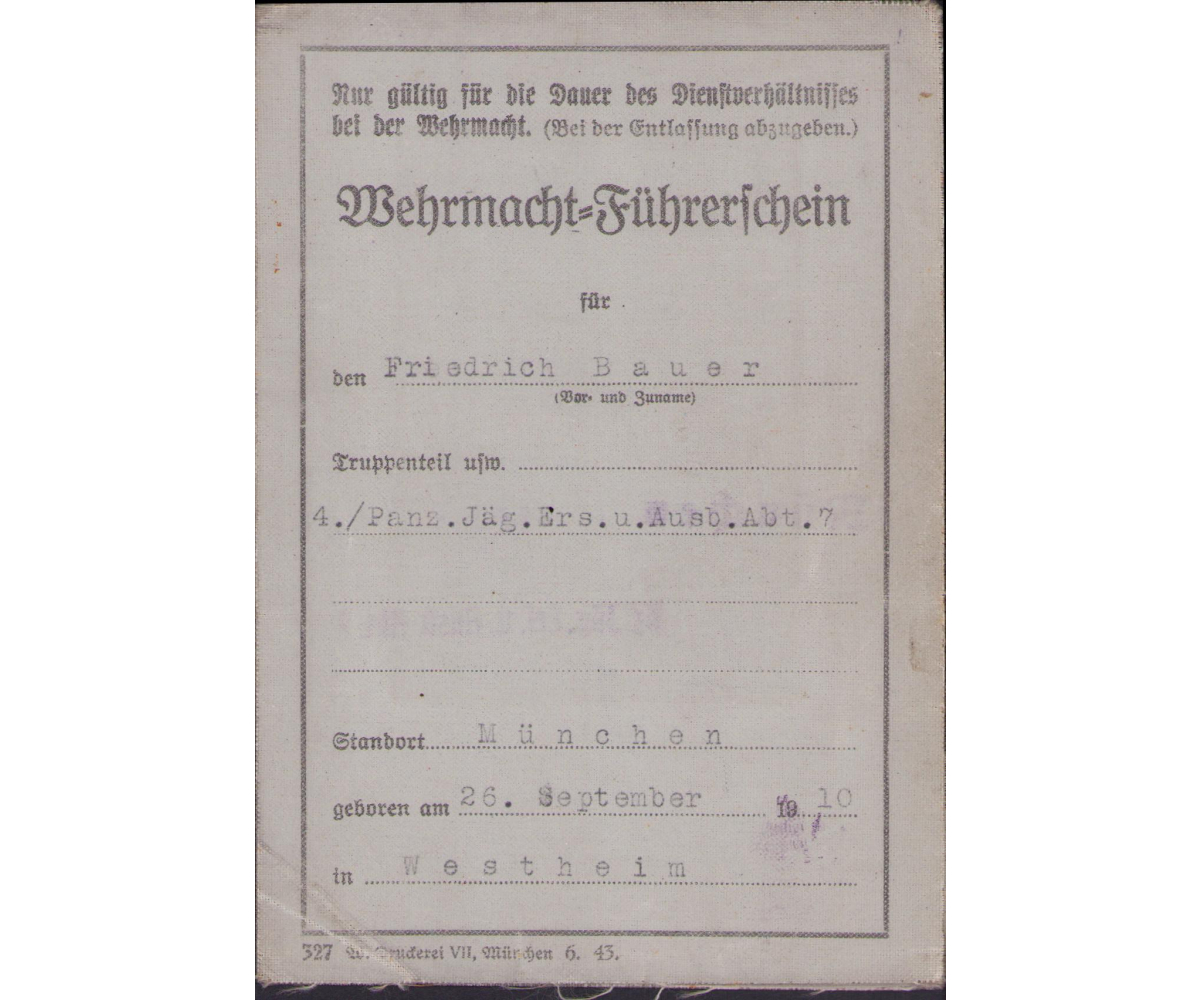 Nur gültig für die Dauer des Dienstverhältnisses
bei der Wehrmacht. (Bei der Entlassung abzugeben.)
Wehrmacht=Führerschein
für
den Friedrich Bauer
(Vor- und Zuname)
Truppenteil usw.
4./Panz.Jäg.Ers.u.Ausb.Abt.7
Standort München
geboren am 26. September 1910
in Westheim
327 Druckerei VII, München 6. 43.